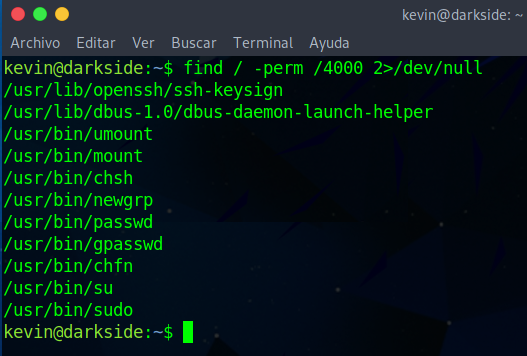 kevin@darkside: ~
Archivo Editar Ver Buscar Terminal Ayuda
kevin@darkside:~$ find / -perm /4000 2>/dev/null
/usr/lib/openssh/ssh-keysign
/usr/lib/dbus-1.0/dbus-daemon-launch-helper
/usr/bin/umount
/usr/bin/mount
/usr/bin/chsh
/usr/bin/newgrp
/usr/bin/passwd
/usr/bin/gpasswd
/usr/bin/chfn
/usr/bin/su
/usr/bin/sudo
kevin@darkside:~$